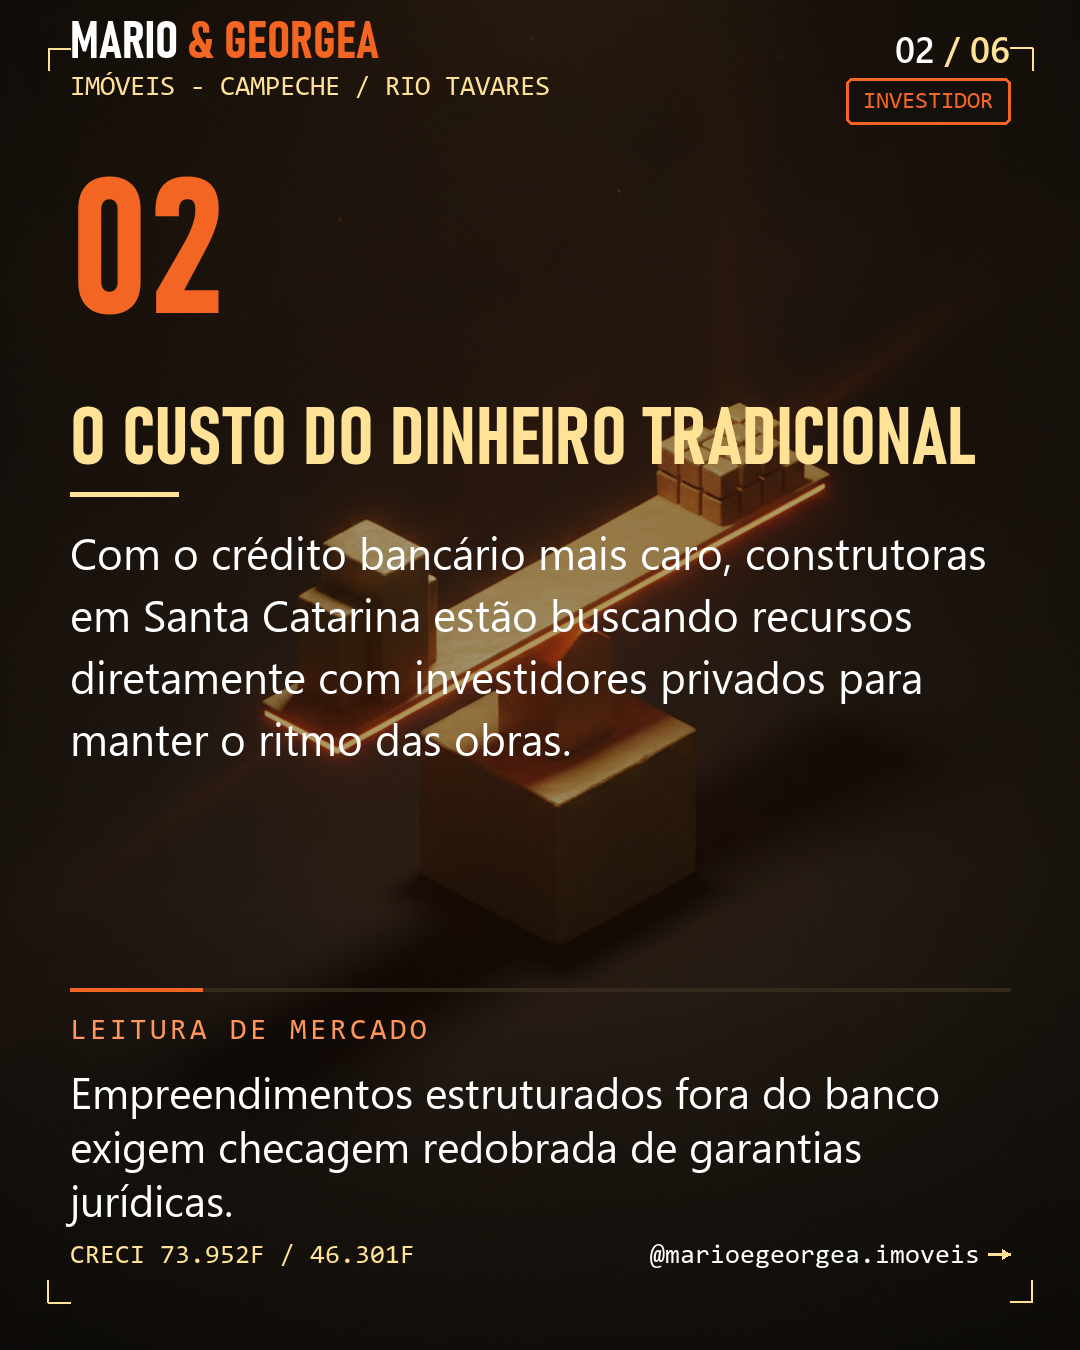 MARIO & GEORGEA
IMÓVEIS - CAMPECHE / RIO TAVARES
02 / 06
INVESTIDOR
02
O CUSTO DO DINHEIRO TRADICIONAL
Com o crédito bancário mais caro, construtoras
em Santa Catarina estão buscando recursos
diretamente com investidores privados para
manter o ritmo das obras.
LEITURA DE MERCADO
Empreendimentos estruturados fora do banco
exigem checagem redobrada de garantias
jurídicas.
CRECI 73.952F / 46.301F
@marioegeorgea.imoveis →